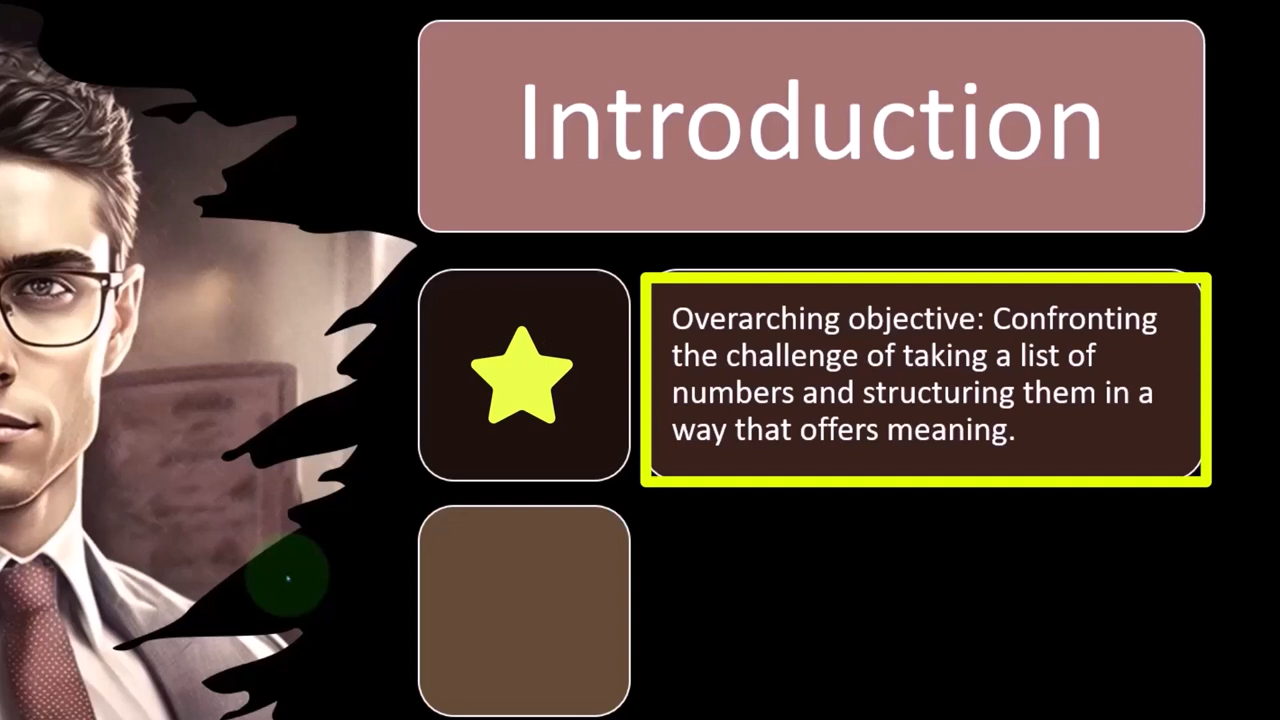 Introduction
Overarching objective: Confronting
the challenge of taking a list of
numbers and structuring them in a
way that offers meaning.